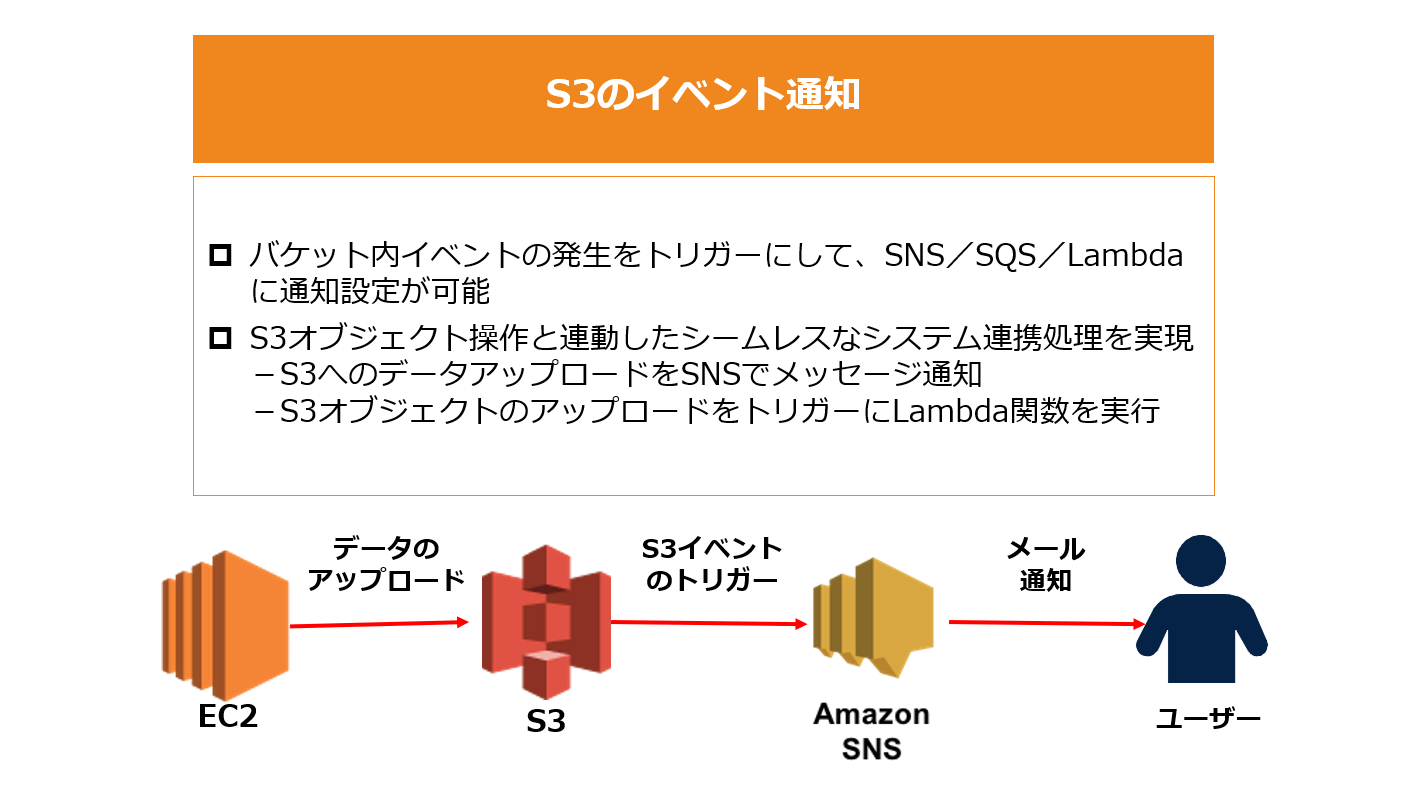 S3のイベント通知
バケット内イベントの発生をトリガーにして、SNS／SQS／Lambda
に通知設定が可能
S3オブジェクト操作と連動したシームレスなシステム連携処理を実現
－S3へのデータアップロードをSNSでメッセージ通知
－S3オブジェクトのアップロードをトリガーにLambda関数を実行
データの
アップロード
S3イベント
のトリガー
メール
通知
EC2
S3
Amazon
SNS
ユーザー